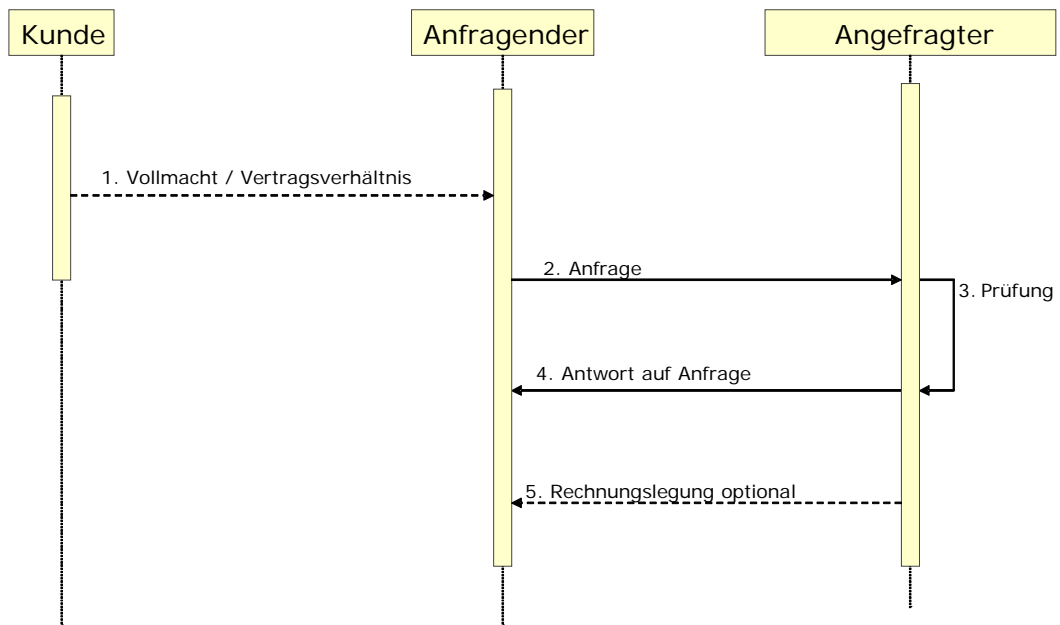 Kunde
Anfragender
Angefragter
1. Vollmacht / Vertragsverhältnis
2. Anfrage
3. Prüfung
4. Antwort auf Anfrage
5. Rechnungslegung optional